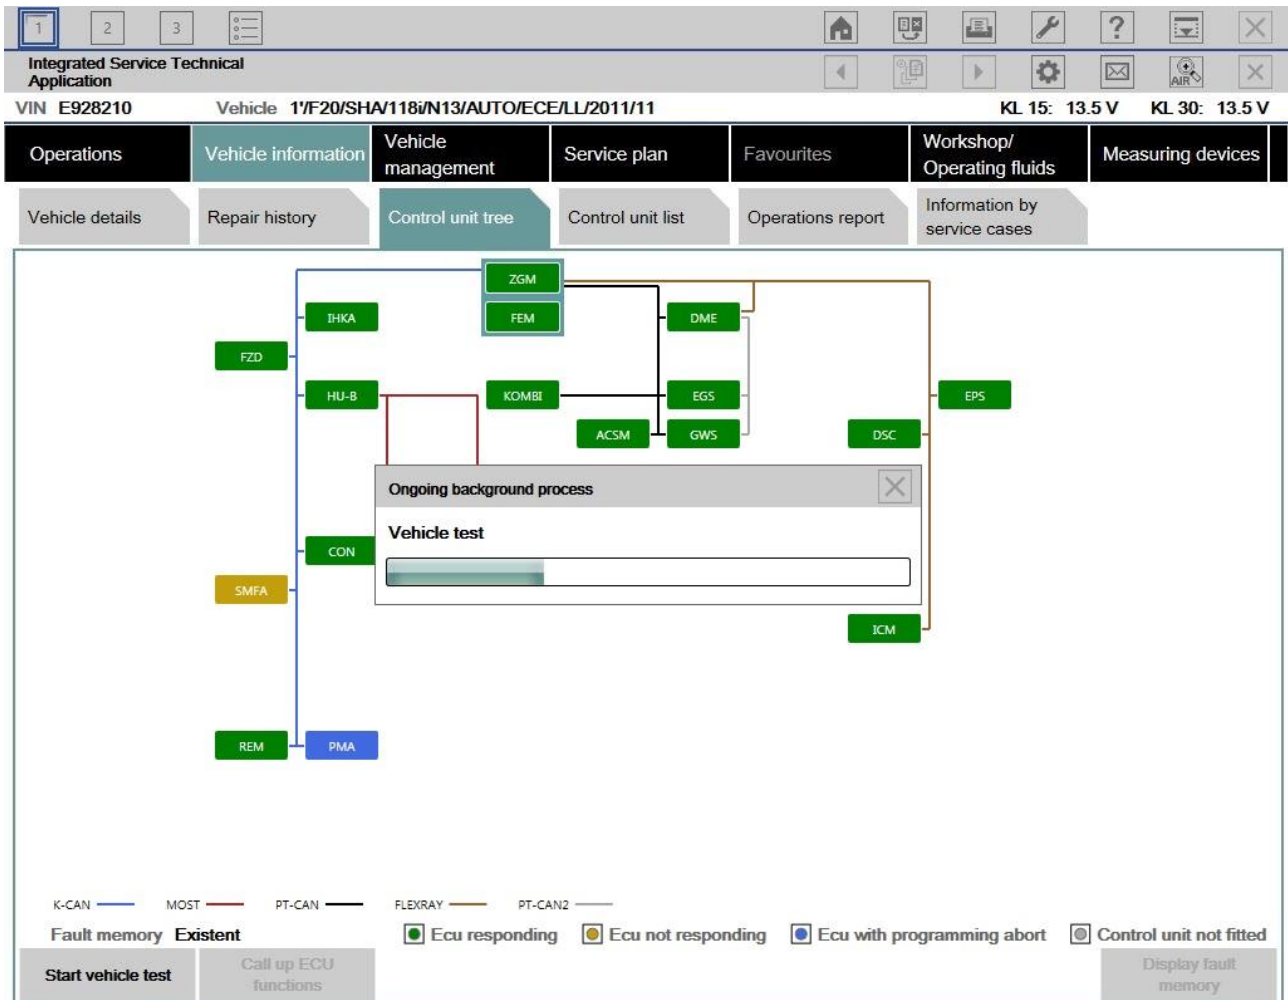 1 2 3
Integrated Service Technical
Application
AIR
VIN E928210 Vehicle 1'/F20/SHA/118i/N13/AUTO/ECE/LL/2011/11 KL 15: 13.5 V KL 30: 13.5 V
Operations Vehicle information Vehicle management Service plan Favourites Workshop/ Operating fluids Measuring devices
Vehicle details Repair history Control unit tree Control unit list Operations report Information by service cases
ZGM
IHKA FEM DME
FZD
HU-B KOMBI EGS EPS
ACSM GWS DSC
Ongoing background process
Vehicle test
CON
SMFA
ICM
REM PMA
K-CAN MOST PT-CAN FLEXRAY PT-CAN2
Fault memory Existent Ecu responding Ecu not responding Ecu with programming abort Control unit not fitted
Start vehicle test Call up ECU functions Display fault memory